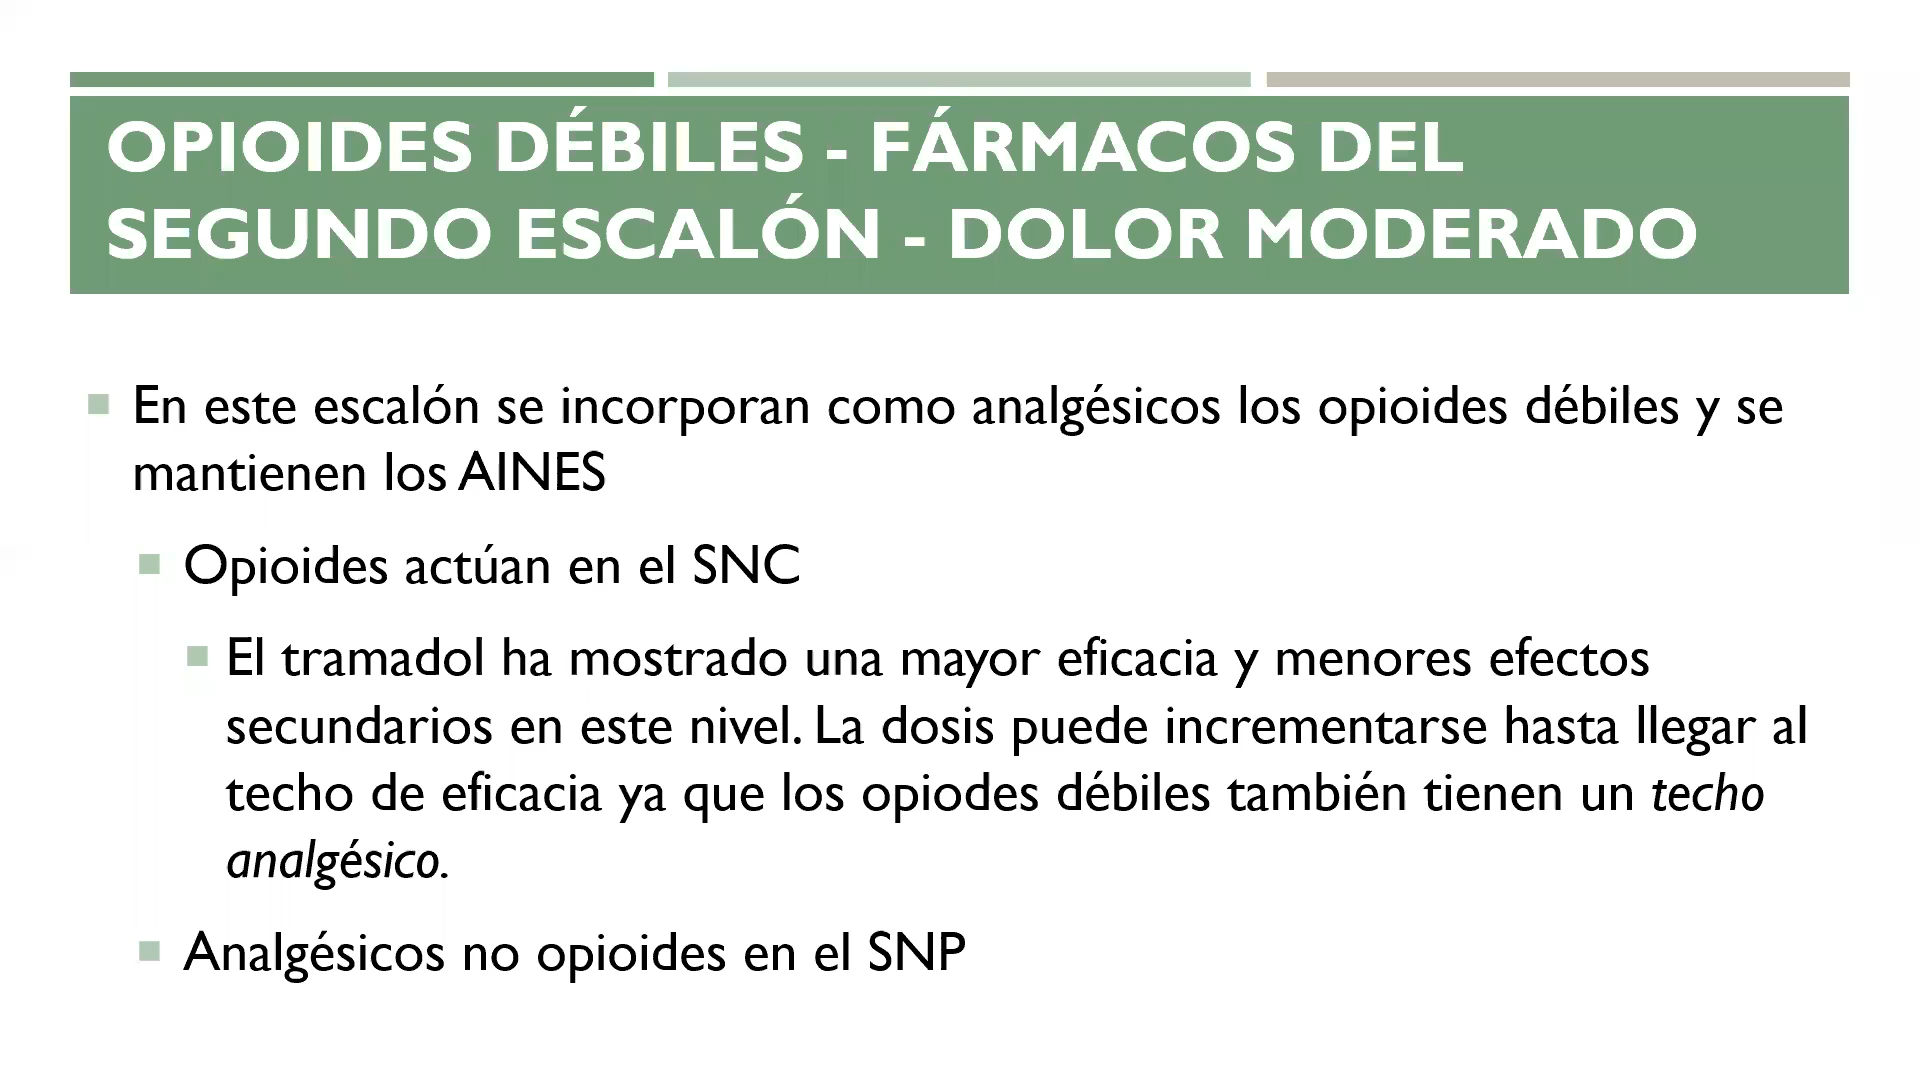 OPIOIDES DÉBILES - FÁRMACOS DEL
SEGUNDO ESCALÓN - DOLOR MODERADO
En este escalón se incorporan como analgésicos los opioides débiles y se
mantienen los AINES
Opioides actúan en el SNC
El tramadol ha mostrado una mayor eficacia y menores efectos
secundarios en este nivel. La dosis puede incrementarse hasta llegar al
techo de eficacia ya que los opiodes débiles también tienen un techo
analgésico.
Analgésicos no opioides en el SNP